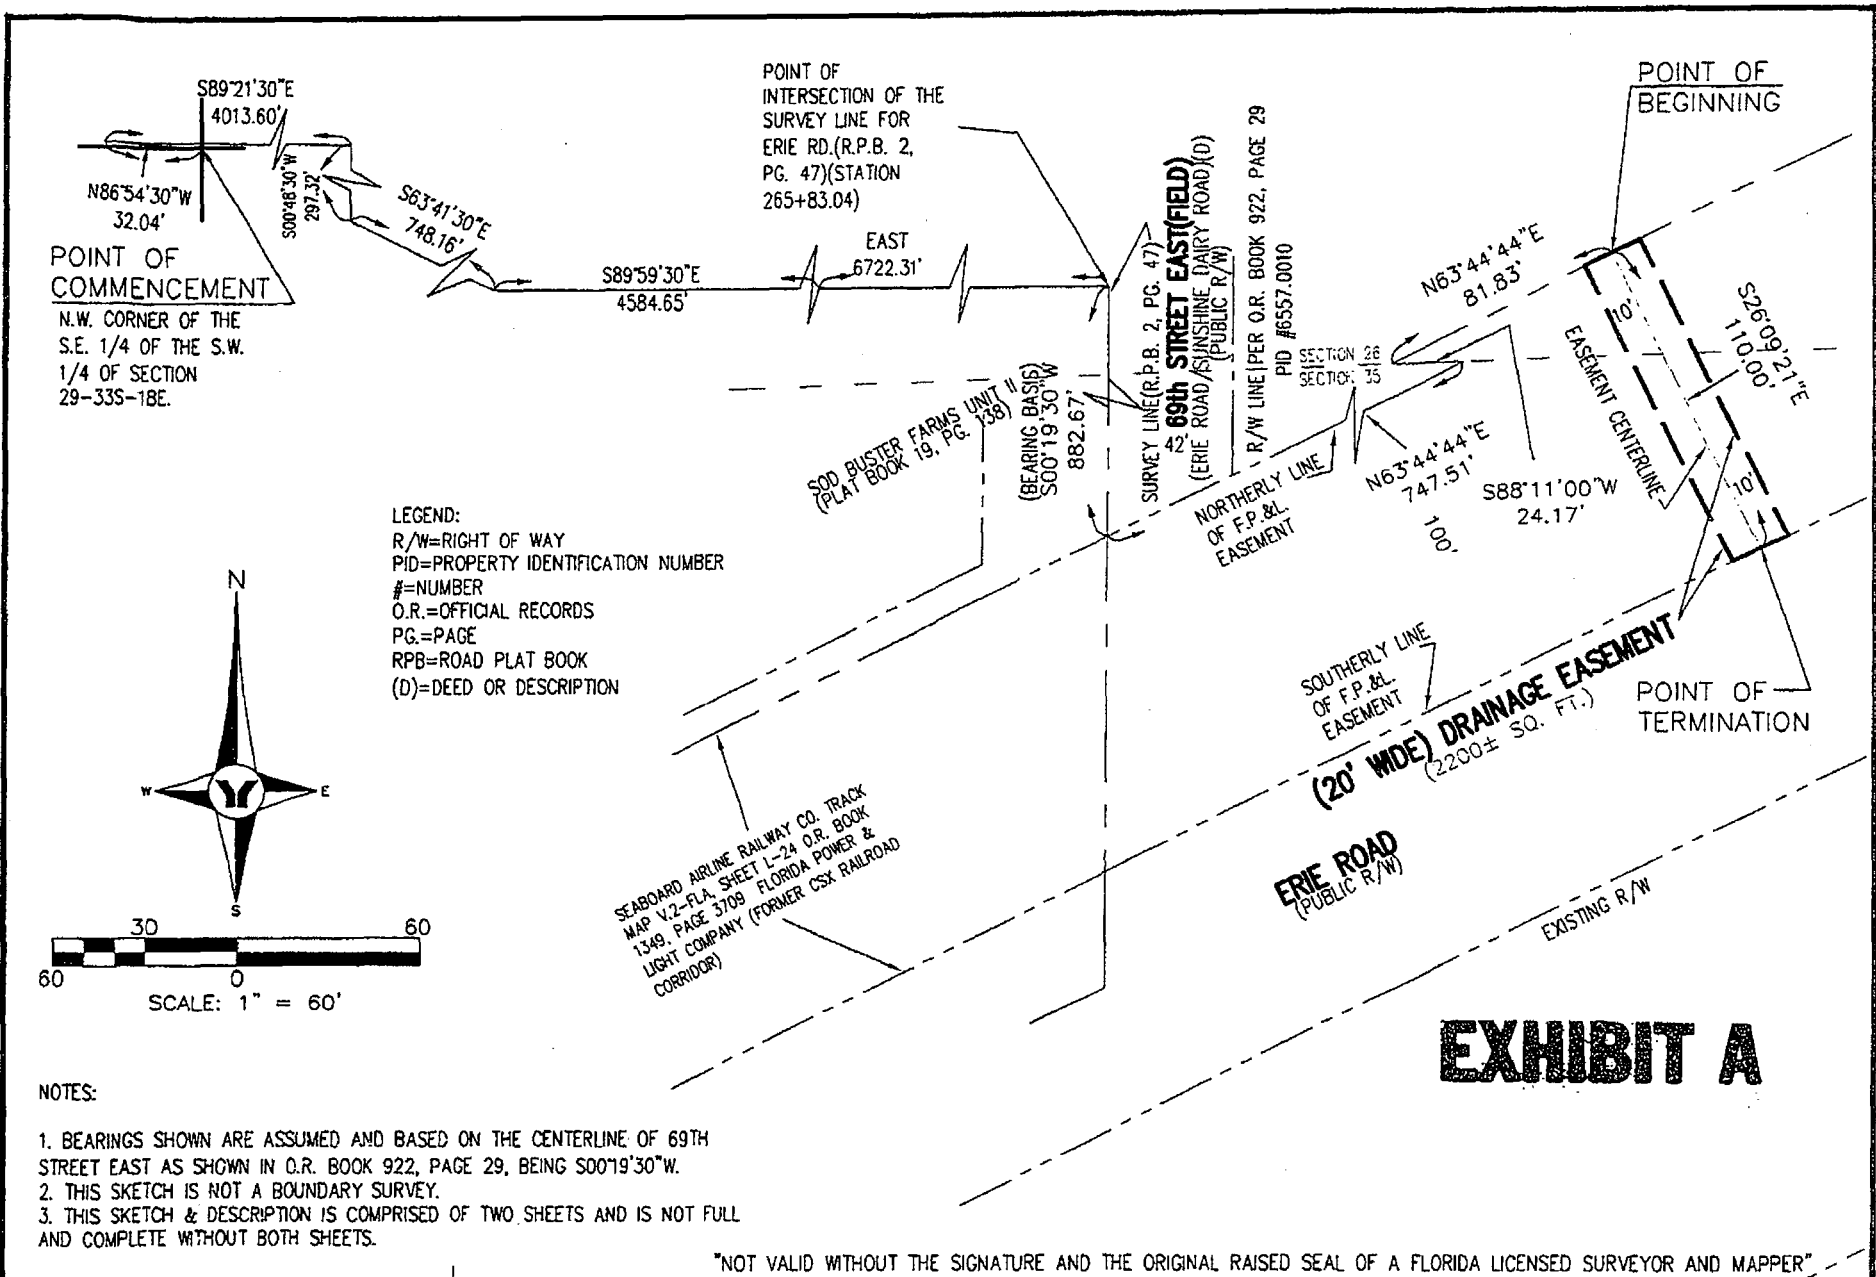 S89°21'30"E
4013.60'
N86°54'30"W
32.04'
S00°48'30"W
297.32'
S63°41'30"E
748.16'
POINT OF
COMMENCEMENT
N.W. CORNER OF THE
S.E. 1/4 OF THE S.W.
1/4 OF SECTION
29-33S-18E.
S89°59'30"E
4584.65'
EAST
6722.31'
POINT OF
INTERSECTION OF THE
SURVEY LINE FOR
ERIE RD.(R.P.B. 2,
PG. 47)(STATION
265+83.04)
POINT OF
BEGINNING
SOD BUSTER FARMS UNIT II
(PLAT BOOK 19, PG. 138)
(BEARING BASIS)
S00°19'30"W
882.67'
SURVEY LINE(R.P.B. 2, PG. 47)
42'
69th STREET EAST(FIELD)
(ERIE ROAD/SUNSHINE DAIRY ROAD)(D)
(PUBLIC R/W)
R/W LINE PER O.R. BOOK 922, PAGE 29
PID #6557.0010
SECTION 26
SECTION 35
N63°44'44"E
81.83'
10'
S26°09'21"E
110.00'
EASEMENT CENTERLINE
10'
NORTHERLY LINE
OF F.P.&L.
EASEMENT
N63°44'44"E
747.51'
100'
S88°11'00"W
24.17'
LEGEND:
R/W=RIGHT OF WAY
PID=PROPERTY IDENTIFICATION NUMBER
#=NUMBER
O.R.=OFFICIAL RECORDS
PG.=PAGE
RPB=ROAD PLAT BOOK
(D)=DEED OR DESCRIPTION
N
W
E
S
SOUTHERLY LINE
OF F.P.&L.
EASEMENT
(20' WIDE) DRAINAGE EASEMENT
(2200± SQ. FT.)
POINT OF
TERMINATION
SEABOARD AIRLINE RAILWAY CO. TRACK
MAP V.2-FLA, SHEET L-24 O.R. BOOK
1349, PAGE 3709 FLORIDA POWER &
LIGHT COMPANY (FORMER CSX RAILROAD
CORRIDOR)
ERIE ROAD
(PUBLIC R/W)
EXISTING R/W
30
60
60
0
SCALE: 1" = 60'
EXHIBIT A
NOTES:
1. BEARINGS SHOWN ARE ASSUMED AND BASED ON THE CENTERLINE OF 69TH
STREET EAST AS SHOWN IN O.R. BOOK 922, PAGE 29, BEING S00°19'30"W.
2. THIS SKETCH IS NOT A BOUNDARY SURVEY.
3. THIS SKETCH & DESCRIPTION IS COMPRISED OF TWO SHEETS AND IS NOT FULL
AND COMPLETE WITHOUT BOTH SHEETS.
"NOT VALID WITHOUT THE SIGNATURE AND THE ORIGINAL RAISED SEAL OF A FLORIDA LICENSED SURVEYOR AND MAPPER"